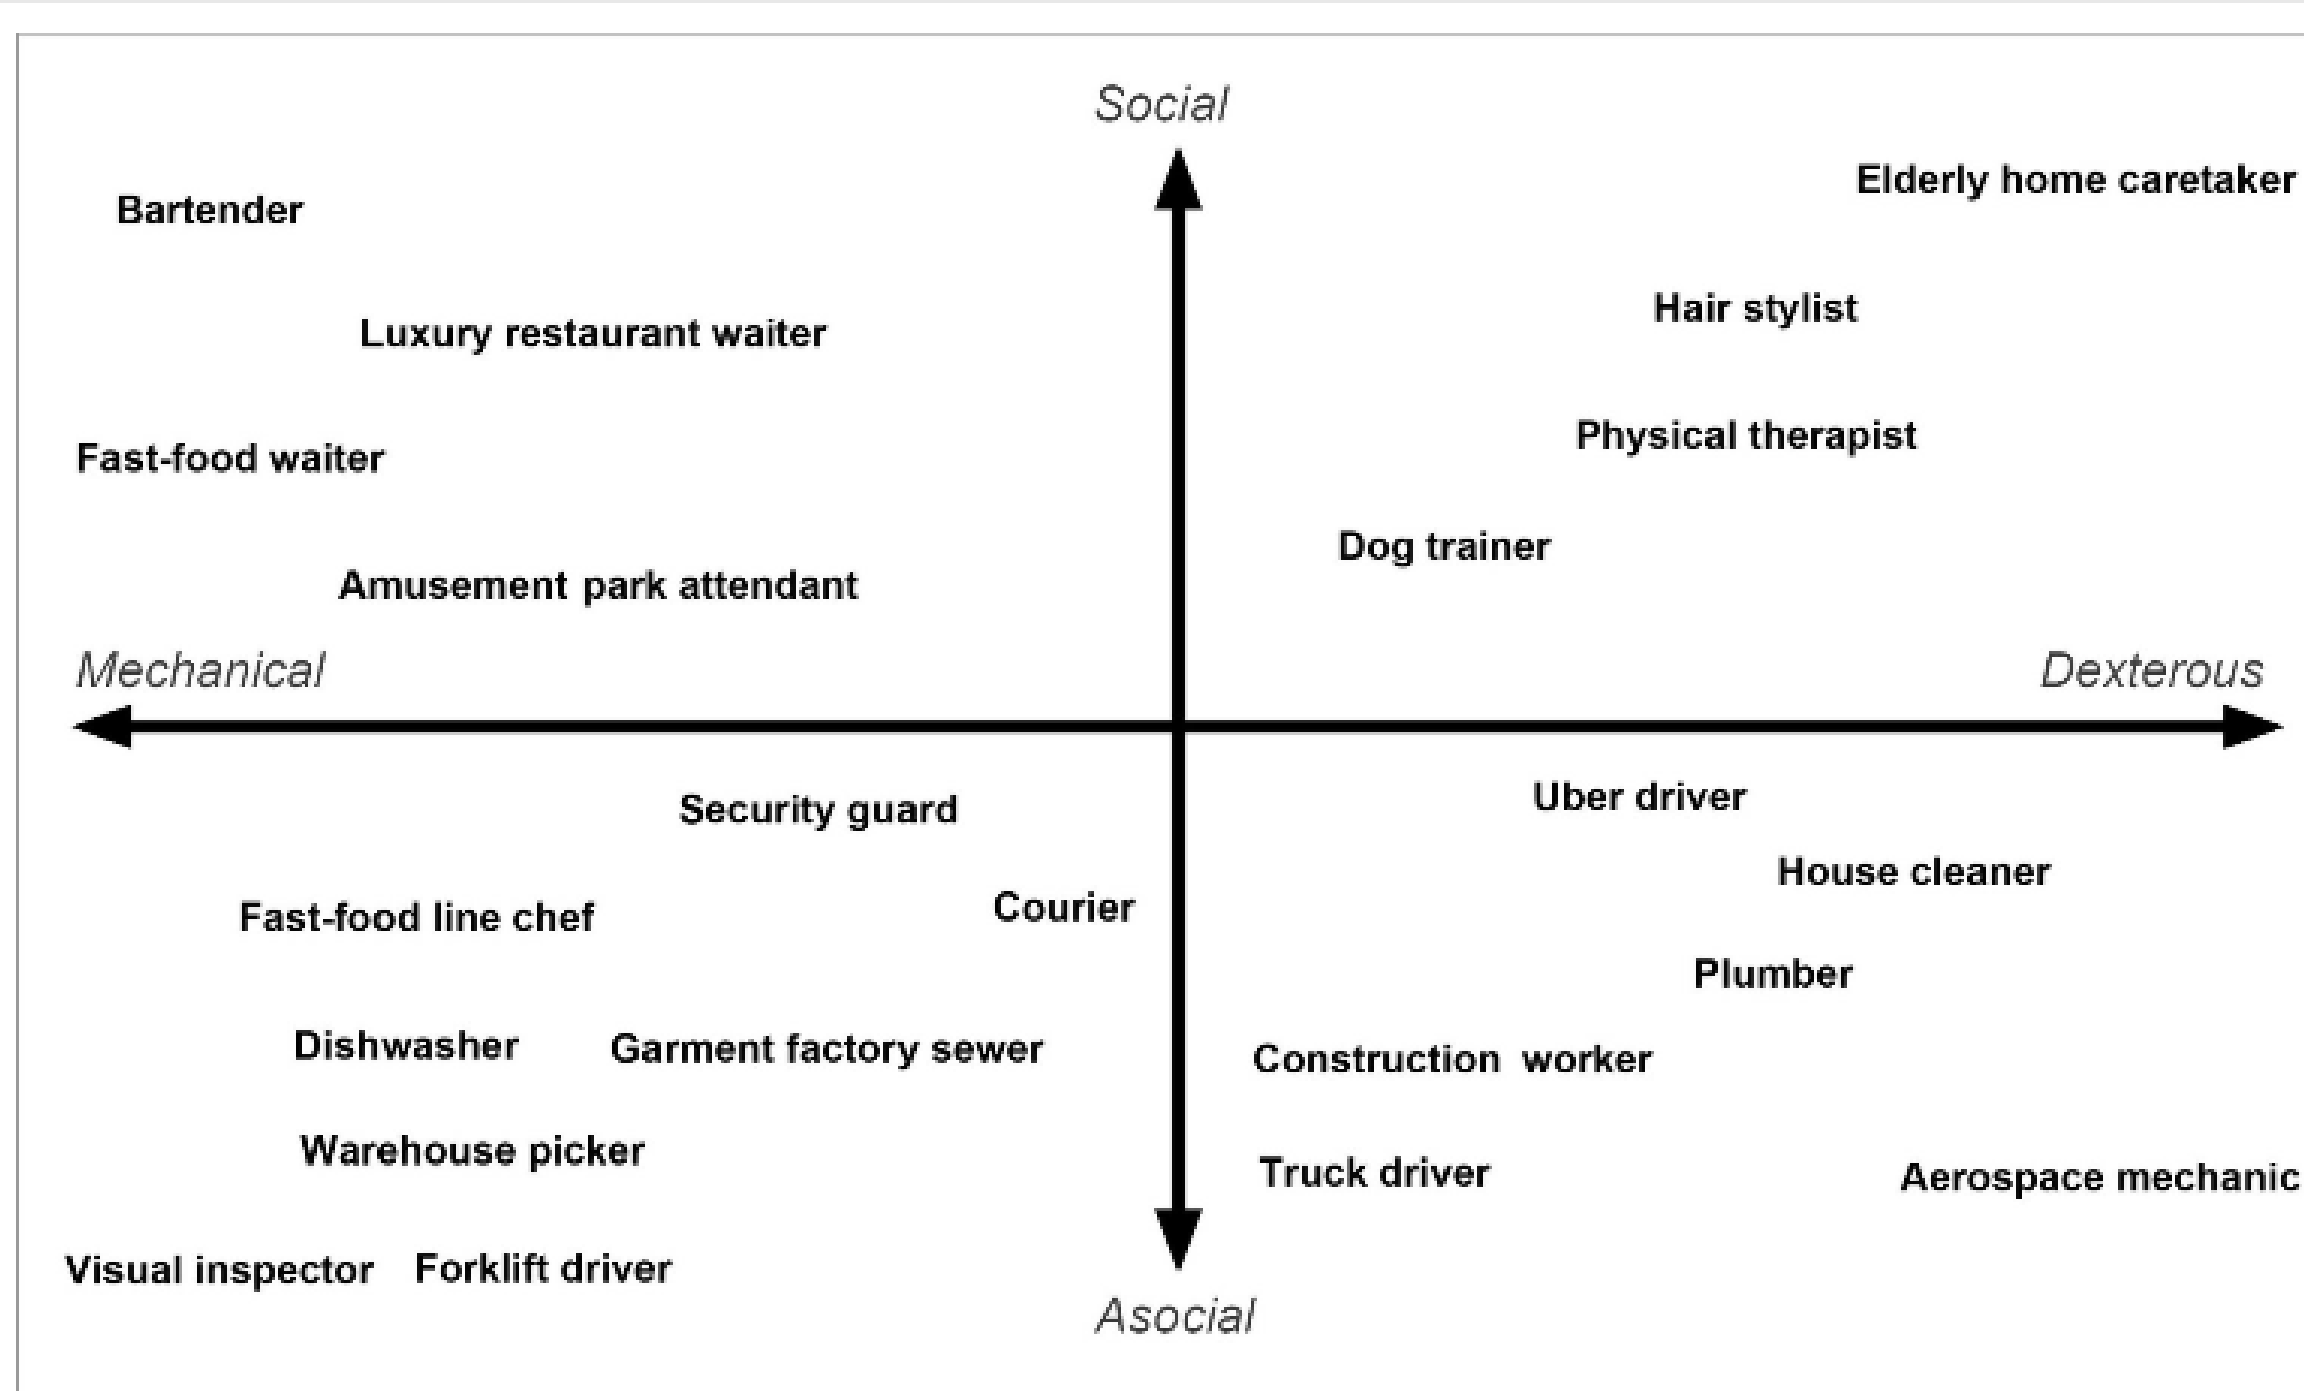 Social
Elderly home caretaker
Bartender
Hair stylist
Luxury restaurant waiter
Physical therapist
Fast-food waiter
Dog trainer
Amusement park attendant
Mechanical
Dexterous
Security guard
Uber driver
House cleaner
Fast-food line chef
Courier
Plumber
Dishwasher
Garment factory sewer
Construction worker
Warehouse picker
Truck driver
Aerospace mechanic
Visual inspector
Forklift driver
Asocial